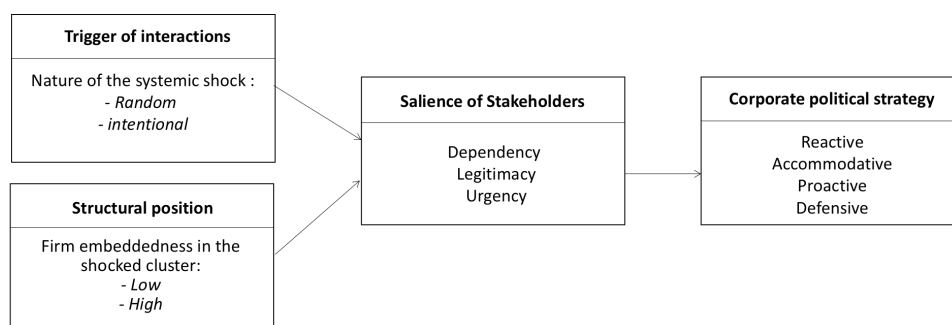 Trigger of interactions
Nature of the systemic shock :
- Random
- intentional
Structural position
Firm embeddedness in the
shocked cluster:
- Low
- High
Salience of Stakeholders
Dependency
Legitimacy
Urgency
Corporate political strategy
Reactive
Accommodative
Proactive
Defensive